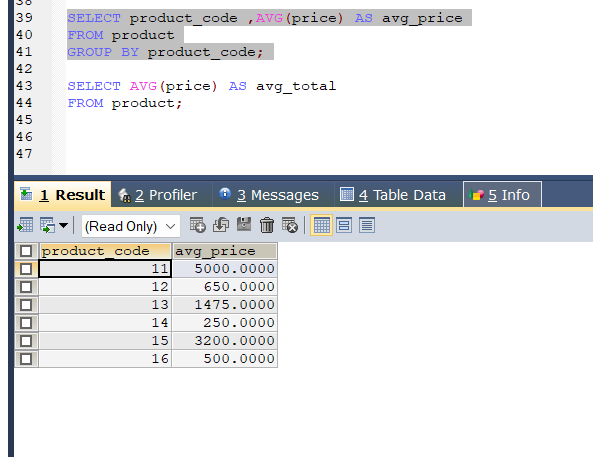 38
39 SELECT product_code ,AVG(price) AS avg_price
40 FROM product
41 GROUP BY product_code;
42
43 SELECT AVG(price) AS avg_total
44 FROM product;
45
46
47
1 Result 2 Profiler 3 Messages 4 Table Data 5 Info
(Read Only)
product_code avg_price
11 5000.0000
12 650.0000
13 1475.0000
14 250.0000
15 3200.0000
16 500.0000